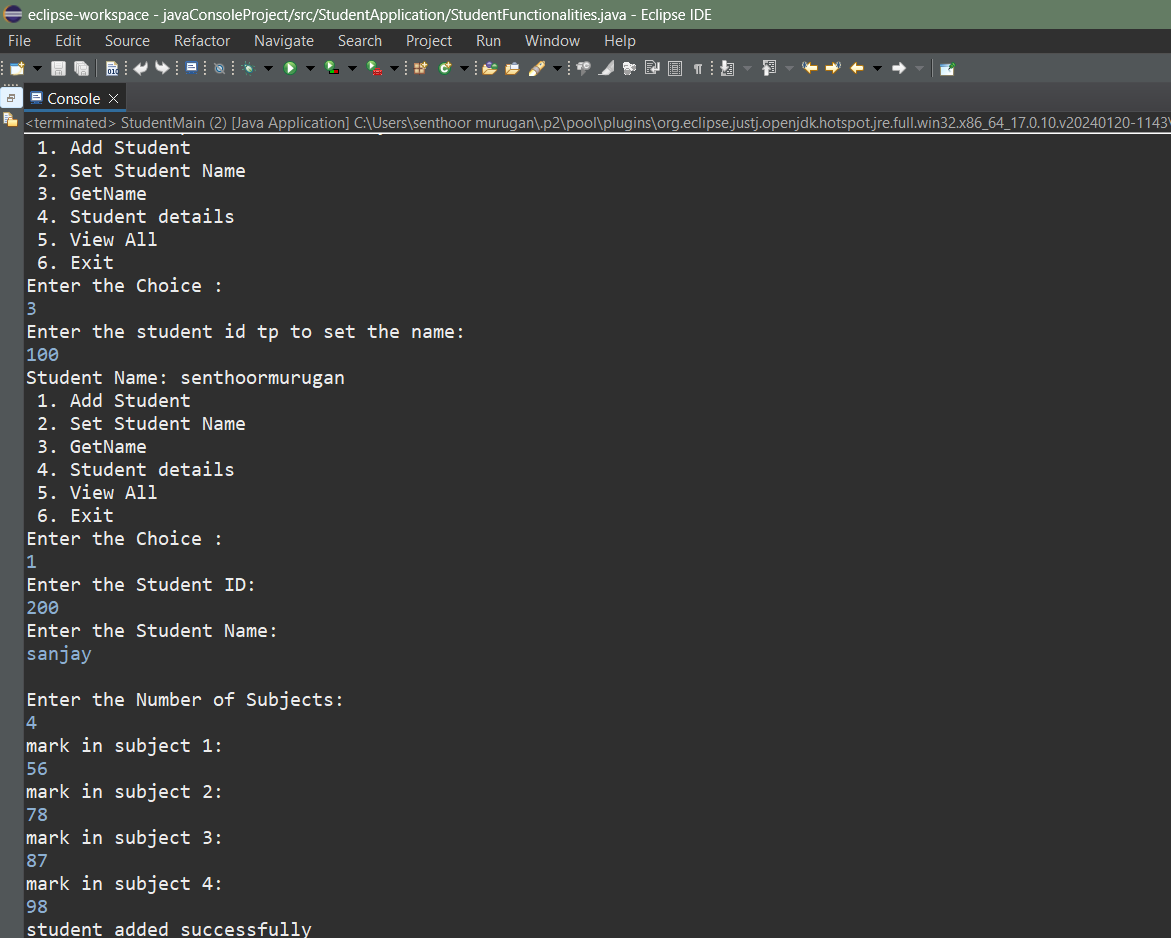 eclipse-workspace - javaConsoleProject/src/StudentApplication/StudentFunctionalities.java - Eclipse IDE
File Edit Source Refactor Navigate Search Project Run Window Help
Console
<terminated> StudentMain (2) [Java Application] C:\Users\senthoor murugan\.p2\pool\plugins\org.eclipse.justj.openjdk.hotspot.jre.full.win32.x86_64_17.0.10.v20240120-1143\
1. Add Student
2. Set Student Name
3. GetName
4. Student details
5. View All
6. Exit
Enter the Choice :
3
Enter the student id tp to set the name:
100
Student Name: senthoormurugan
1. Add Student
2. Set Student Name
3. GetName
4. Student details
5. View All
6. Exit
Enter the Choice :
1
Enter the Student ID:
200
Enter the Student Name:
sanjay
Enter the Number of Subjects:
4
mark in subject 1:
56
mark in subject 2:
78
mark in subject 3:
87
mark in subject 4:
98
student added successfully